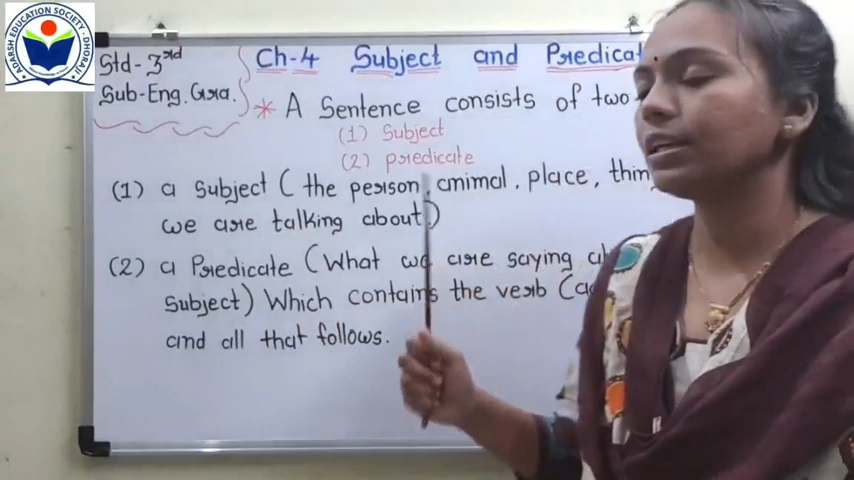 ADARSH EDUCATION SOCIETY, DHORAJI
Std-3rd
Sub-Eng. Gra.
Ch-4 Subject and Predicat
* A Sentence consists of two
(1) Subject
(2) predicate
(1) a subject ( the person, animal, place, thin
we are talking about )
(2) a Predicate ( What we are saying
subject ) Which contains the verb (
and all that follows.